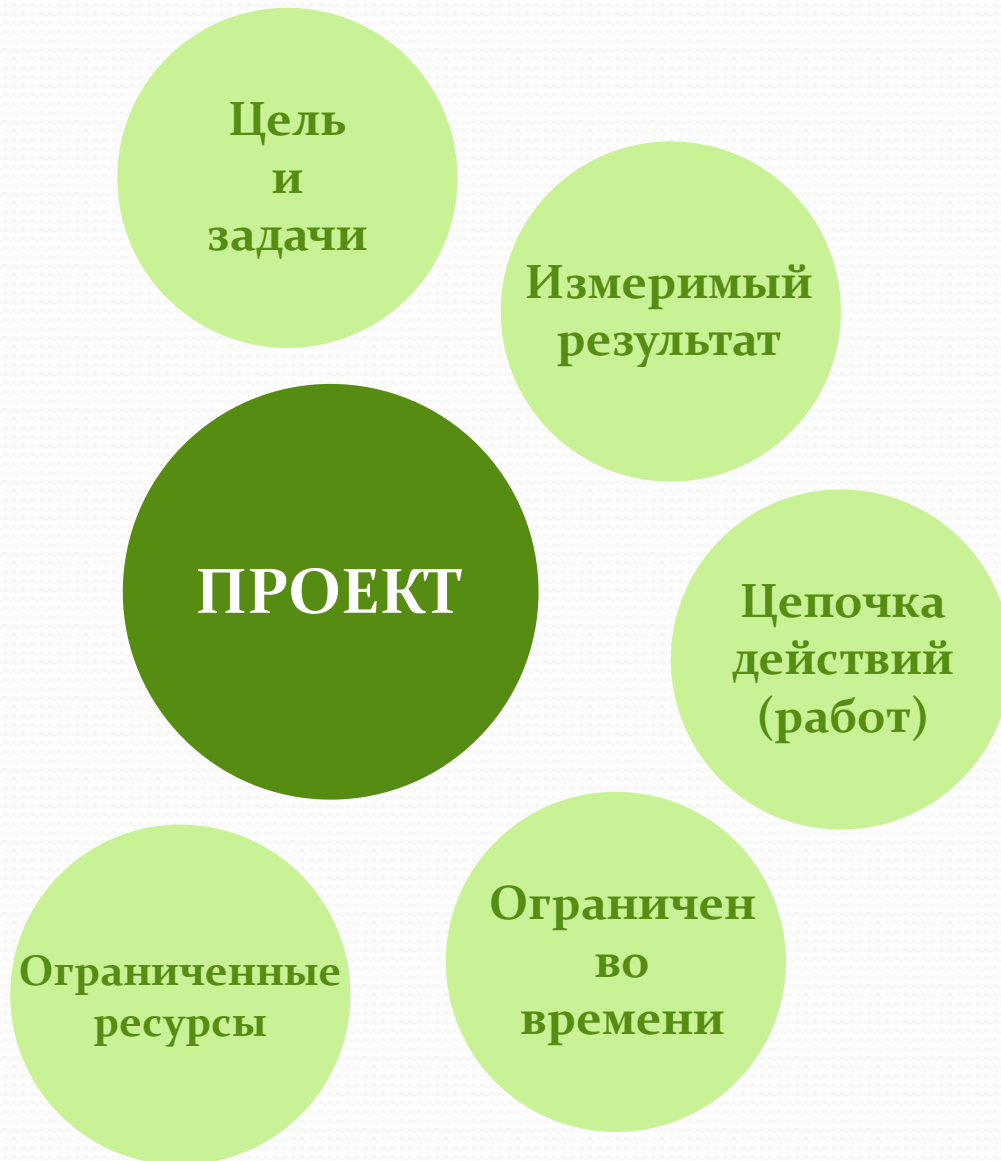 Цель
и
задачи
Измеримый
результат
ПРОЕКТ
Цепочка
действий
(работ)
Ограничен
во
времени
Ограниченные
ресурсы